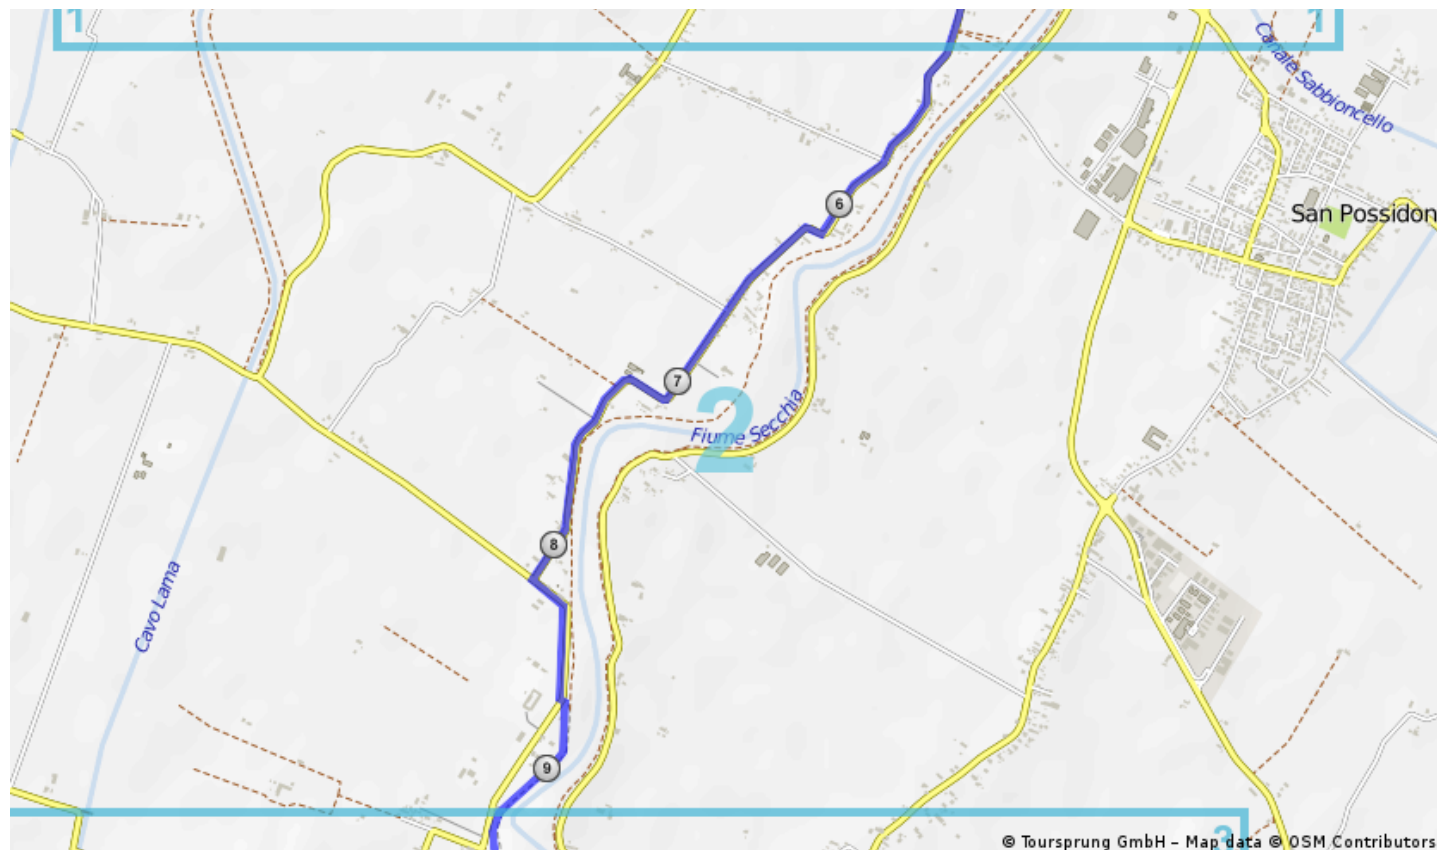 1
1
Canale Sabbioncello
6
San Possidon
7
2
Fiume Secchia
8
Cavo Lama
9
3
© Toursprung GmbH – Map data © OSM Contributors